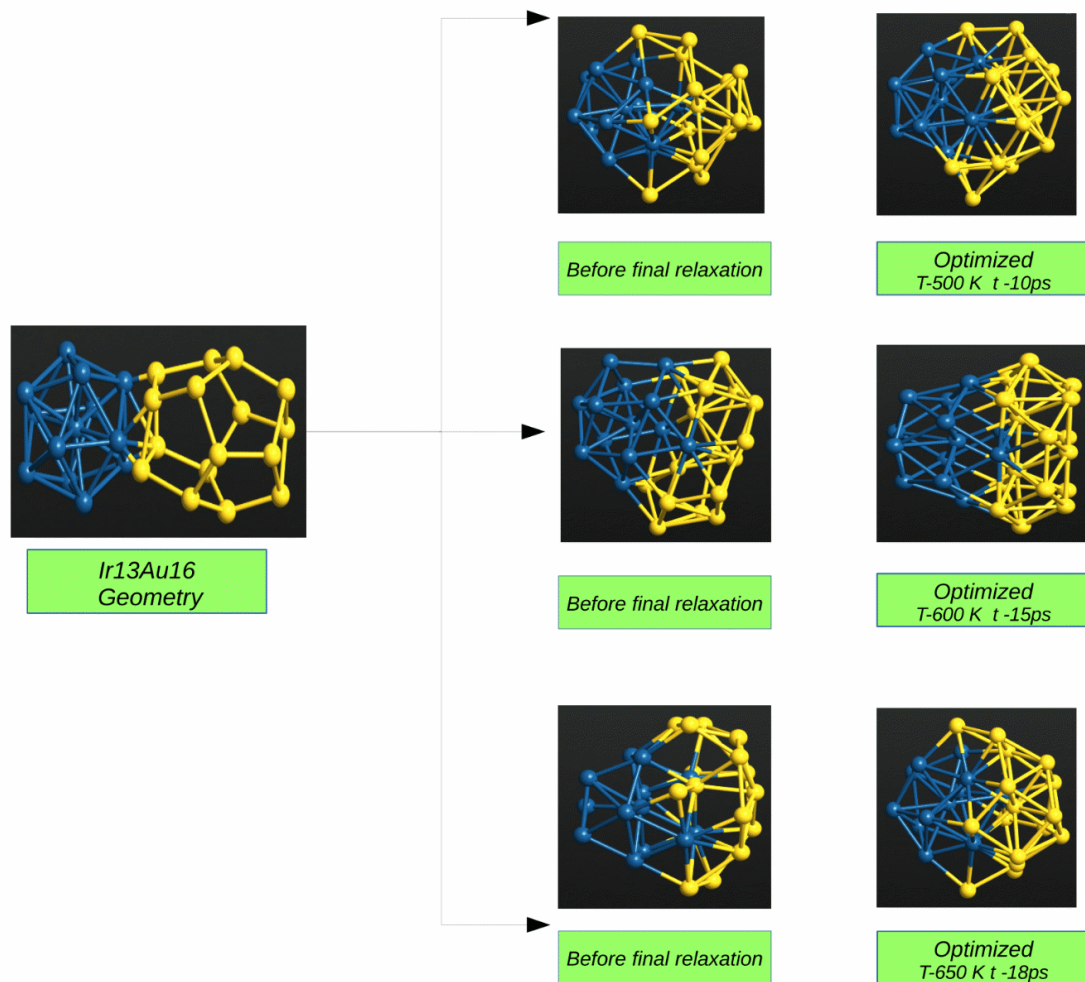 Before final relaxation
Optimized
T-500 K t -10ps
Ir13Au16
Geometry
Before final relaxation
Optimized
T-600 K t -15ps
Before final relaxation
Optimized
T-650 K t -18ps